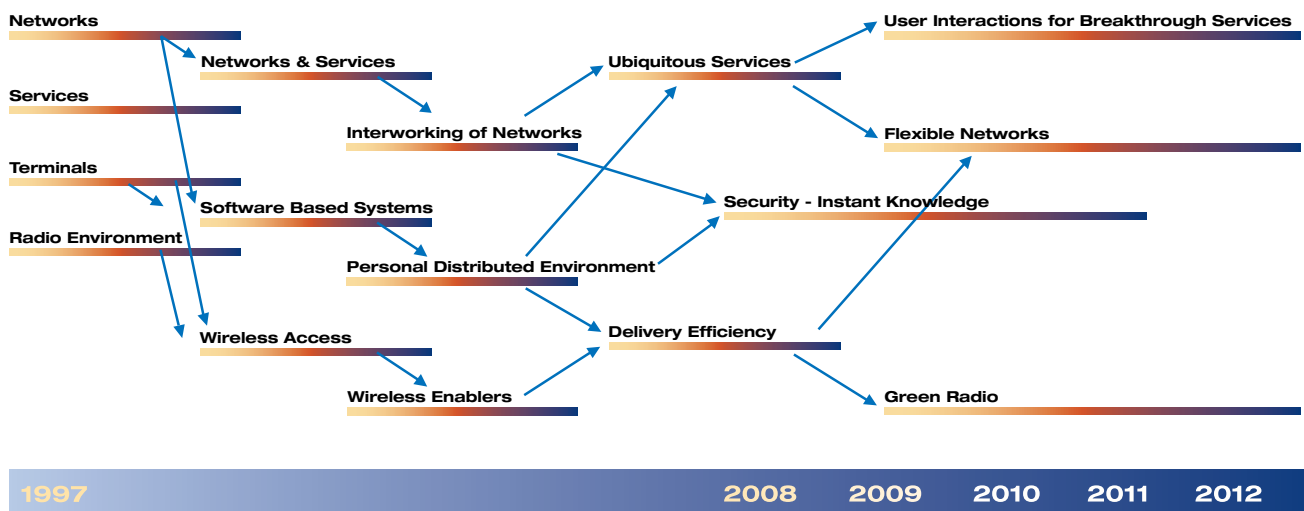 Networks
User Interactions for Breakthrough Services
Networks & Services
Ubiquitous Services
Services
Interworking of Networks
Flexible Networks
Terminals
Software Based Systems
Security - Instant Knowledge
Radio Environment
Personal Distributed Environment
Wireless Access
Delivery Efficiency
Wireless Enablers
Green Radio
1997 2008 2009 2010 2011 2012